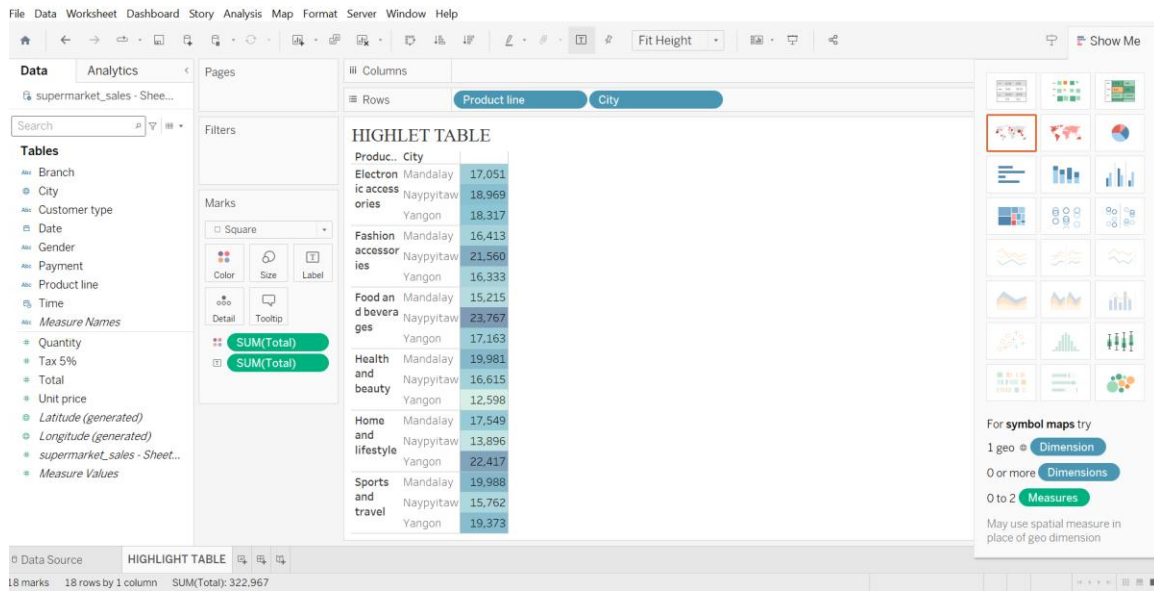 File Data Worksheet Dashboard Story Analysis Map Format Server Window Help
Fit Height
Show Me
Data Analytics
supermarket_sales - Shee...
Search
Tables
Abc Branch
City
Abc Customer type
Date
Abc Gender
Abc Payment
Abc Product line
Time
Abc Measure Names
# Quantity
# Tax 5%
# Total
# Unit price
Latitude (generated)
Longitude (generated)
# supermarket_sales - Sheet...
# Measure Values
Pages
Filters
Marks
Square
Color Size Label
Detail Tooltip
SUM(Total)
SUM(Total)
Columns
Rows Product line City
HIGHLET TABLE
Produc.. City
Electron Mandalay 17,051
ic access Naypyitaw 18,969
ories Yangon 18,317
Fashion Mandalay 16,413
accessor Naypyitaw 21,560
ies Yangon 16,333
Food an Mandalay 15,215
d bevera Naypyitaw 23,767
ges Yangon 17,163
Health Mandalay 19,981
and Naypyitaw 16,615
beauty Yangon 12,598
Home Mandalay 17,549
and Naypyitaw 13,896
lifestyle Yangon 22,417
Sports Mandalay 19,988
and Naypyitaw 15,762
travel Yangon 19,373
For symbol maps try
1 geo Dimension
0 or more Dimensions
0 to 2 Measures
May use spatial measure in
place of geo dimension
Data Source HIGHLIGHT TABLE
18 marks 18 rows by 1 column SUM(Total): 322,967